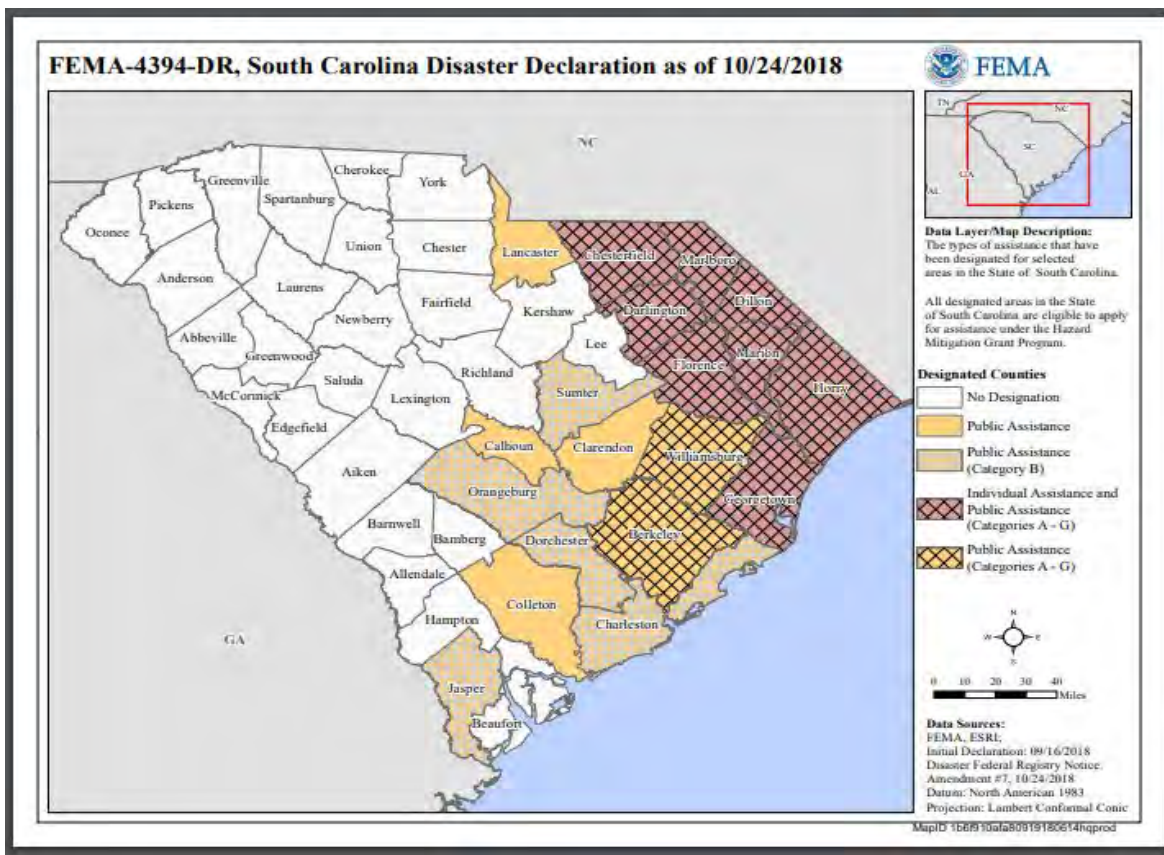 FEMA-4394-DR, South Carolina Disaster Declaration as of 10/24/2018
FEMA
NC
Cherokee
York
Greenville
Spartanburg
Pickens
Oconee
Union
Chester
Lancaster
Chesterfield
Marlboro
Anderson
Laurens
Fairfield
Kershaw
Darlington
Dillon
Newberry
Abbeville
Greenwood
Lee
Marion
Florence
Horry
Saluda
Richland
McCormick
Lexington
Sumter
Edgefield
Calhoun
Clarendon
Williamsburg
Aiken
Orangeburg
Georgetown
Barnwell
Bamberg
Dorchester
Berkeley
Allendale
Colleton
Hampton
Charleston
GA
Jasper
Beaufort
TN
NC
SC
GA
AL
Data Layer/Map Description:
The types of assistance that have
been designated for selected
areas in the State of South Carolina.
All designated areas in the State
of South Carolina are eligible to apply
for assistance under the Hazard
Mitigation Grant Program.
Designated Counties
No Designation
Public Assistance
Public Assistance
(Category B)
Individual Assistance and
Public Assistance
(Categories A - G)
Public Assistance
(Categories A - G)
N
W E
S
0 10 20 30 40
Miles
Data Sources:
FEMA, ESRI;
Initial Declaration: 09/16/2018
Disaster Federal Registry Notice:
Amendment #7, 10/24/2018
Datum: North American 1983
Projection: Lambert Conformal Conic
MapID 1b6f910afa80919180614hqprod